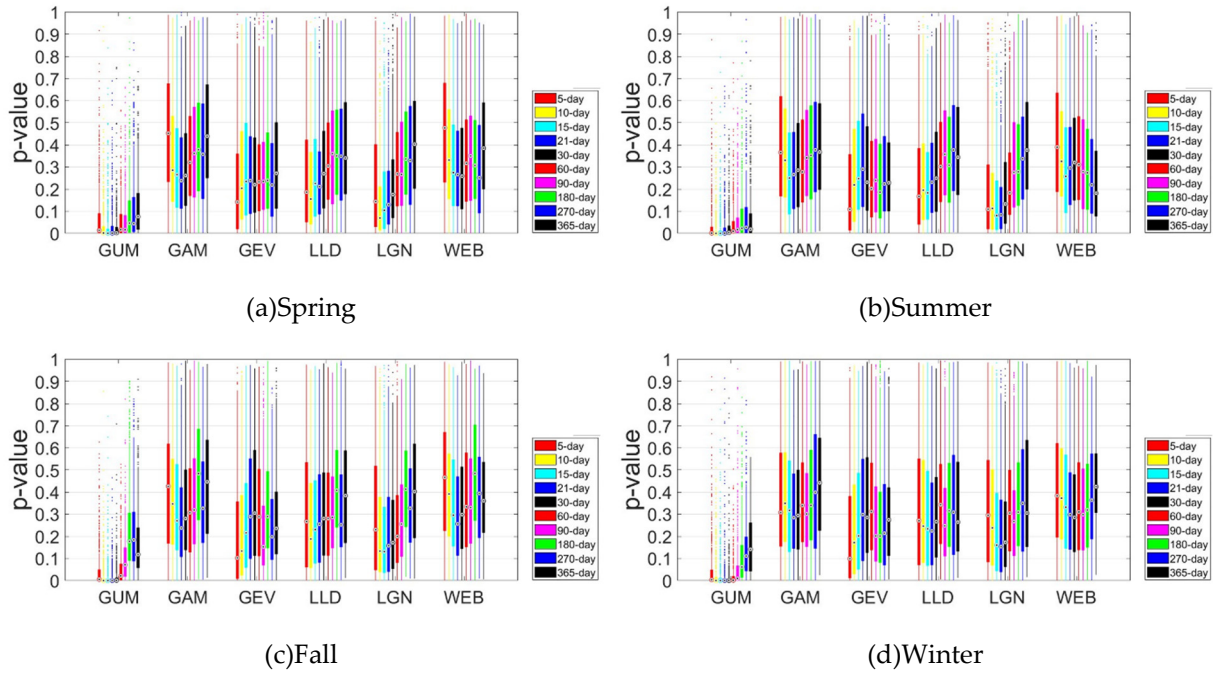 p-value
1
0.9
0.8
0.7
0.6
0.5
0.4
0.3
0.2
0.1
0
GUM GAM GEV LLD LGN WEB
5-day
10-day
15-day
21-day
30-day
60-day
90-day
180-day
270-day
365-day
(a)Spring
p-value
1
0.9
0.8
0.7
0.6
0.5
0.4
0.3
0.2
0.1
0
GUM GAM GEV LLD LGN WEB
5-day
10-day
15-day
21-day
30-day
60-day
90-day
180-day
270-day
365-day
(b)Summer
p-value
1
0.9
0.8
0.7
0.6
0.5
0.4
0.3
0.2
0.1
0
GUM GAM GEV LLD LGN WEB
5-day
10-day
15-day
21-day
30-day
60-day
90-day
180-day
270-day
365-day
(c)Fall
p-value
1
0.9
0.8
0.7
0.6
0.5
0.4
0.3
0.2
0.1
0
GUM GAM GEV LLD LGN WEB
5-day
10-day
15-day
21-day
30-day
60-day
90-day
180-day
270-day
365-day
(d)Winter